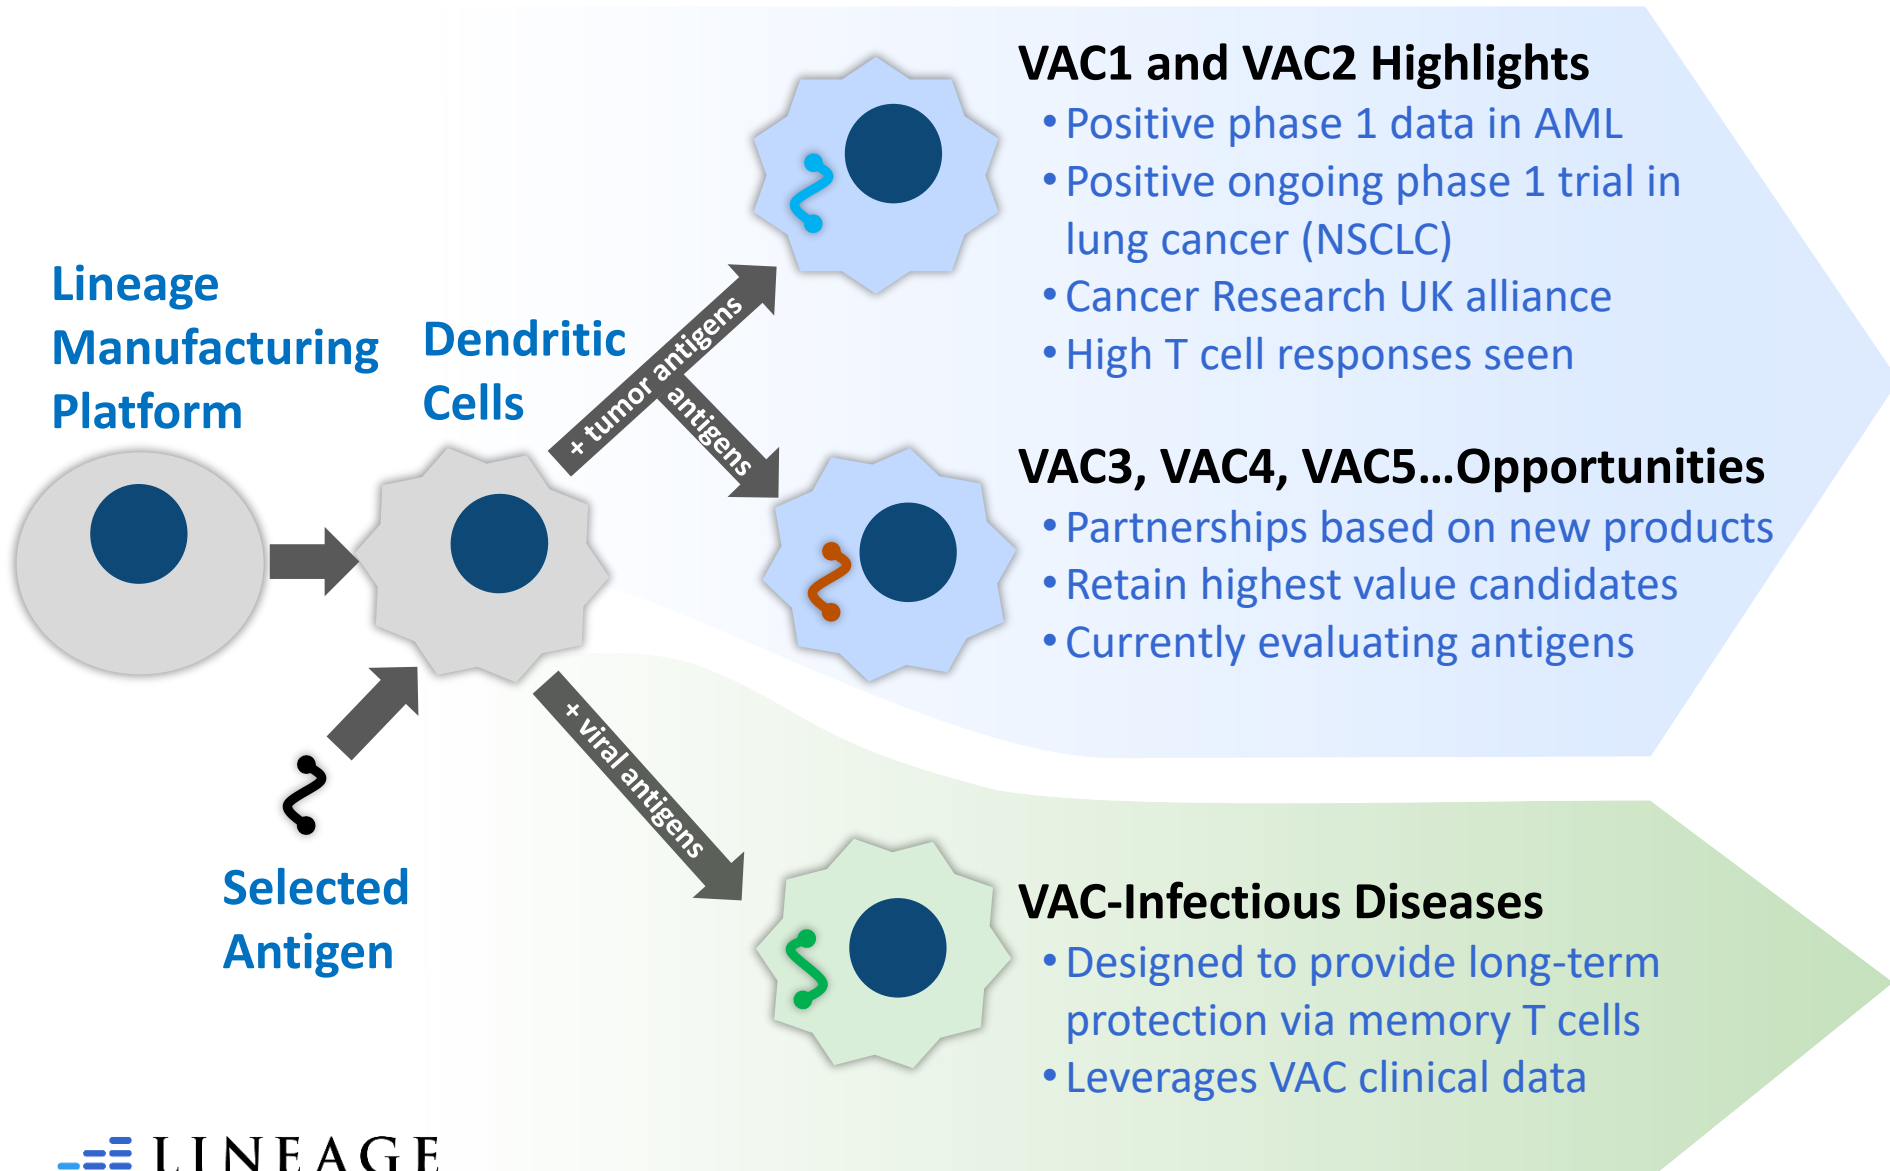 VAC1 and VAC2 Highlights
• Positive phase 1 data in AML
• Positive ongoing phase 1 trial in
lung cancer (NSCLC)
• Cancer Research UK alliance
• High T cell responses seen
Lineage
Manufacturing
Platform
Dendritic
Cells
+ tumor antigens
antigens
VAC3, VAC4, VAC5...Opportunities
• Partnerships based on new products
• Retain highest value candidates
• Currently evaluating antigens
+ viral antigens
Selected
Antigen
VAC-Infectious Diseases
• Designed to provide long-term
protection via memory T cells
• Leverages VAC clinical data
LINEAGE